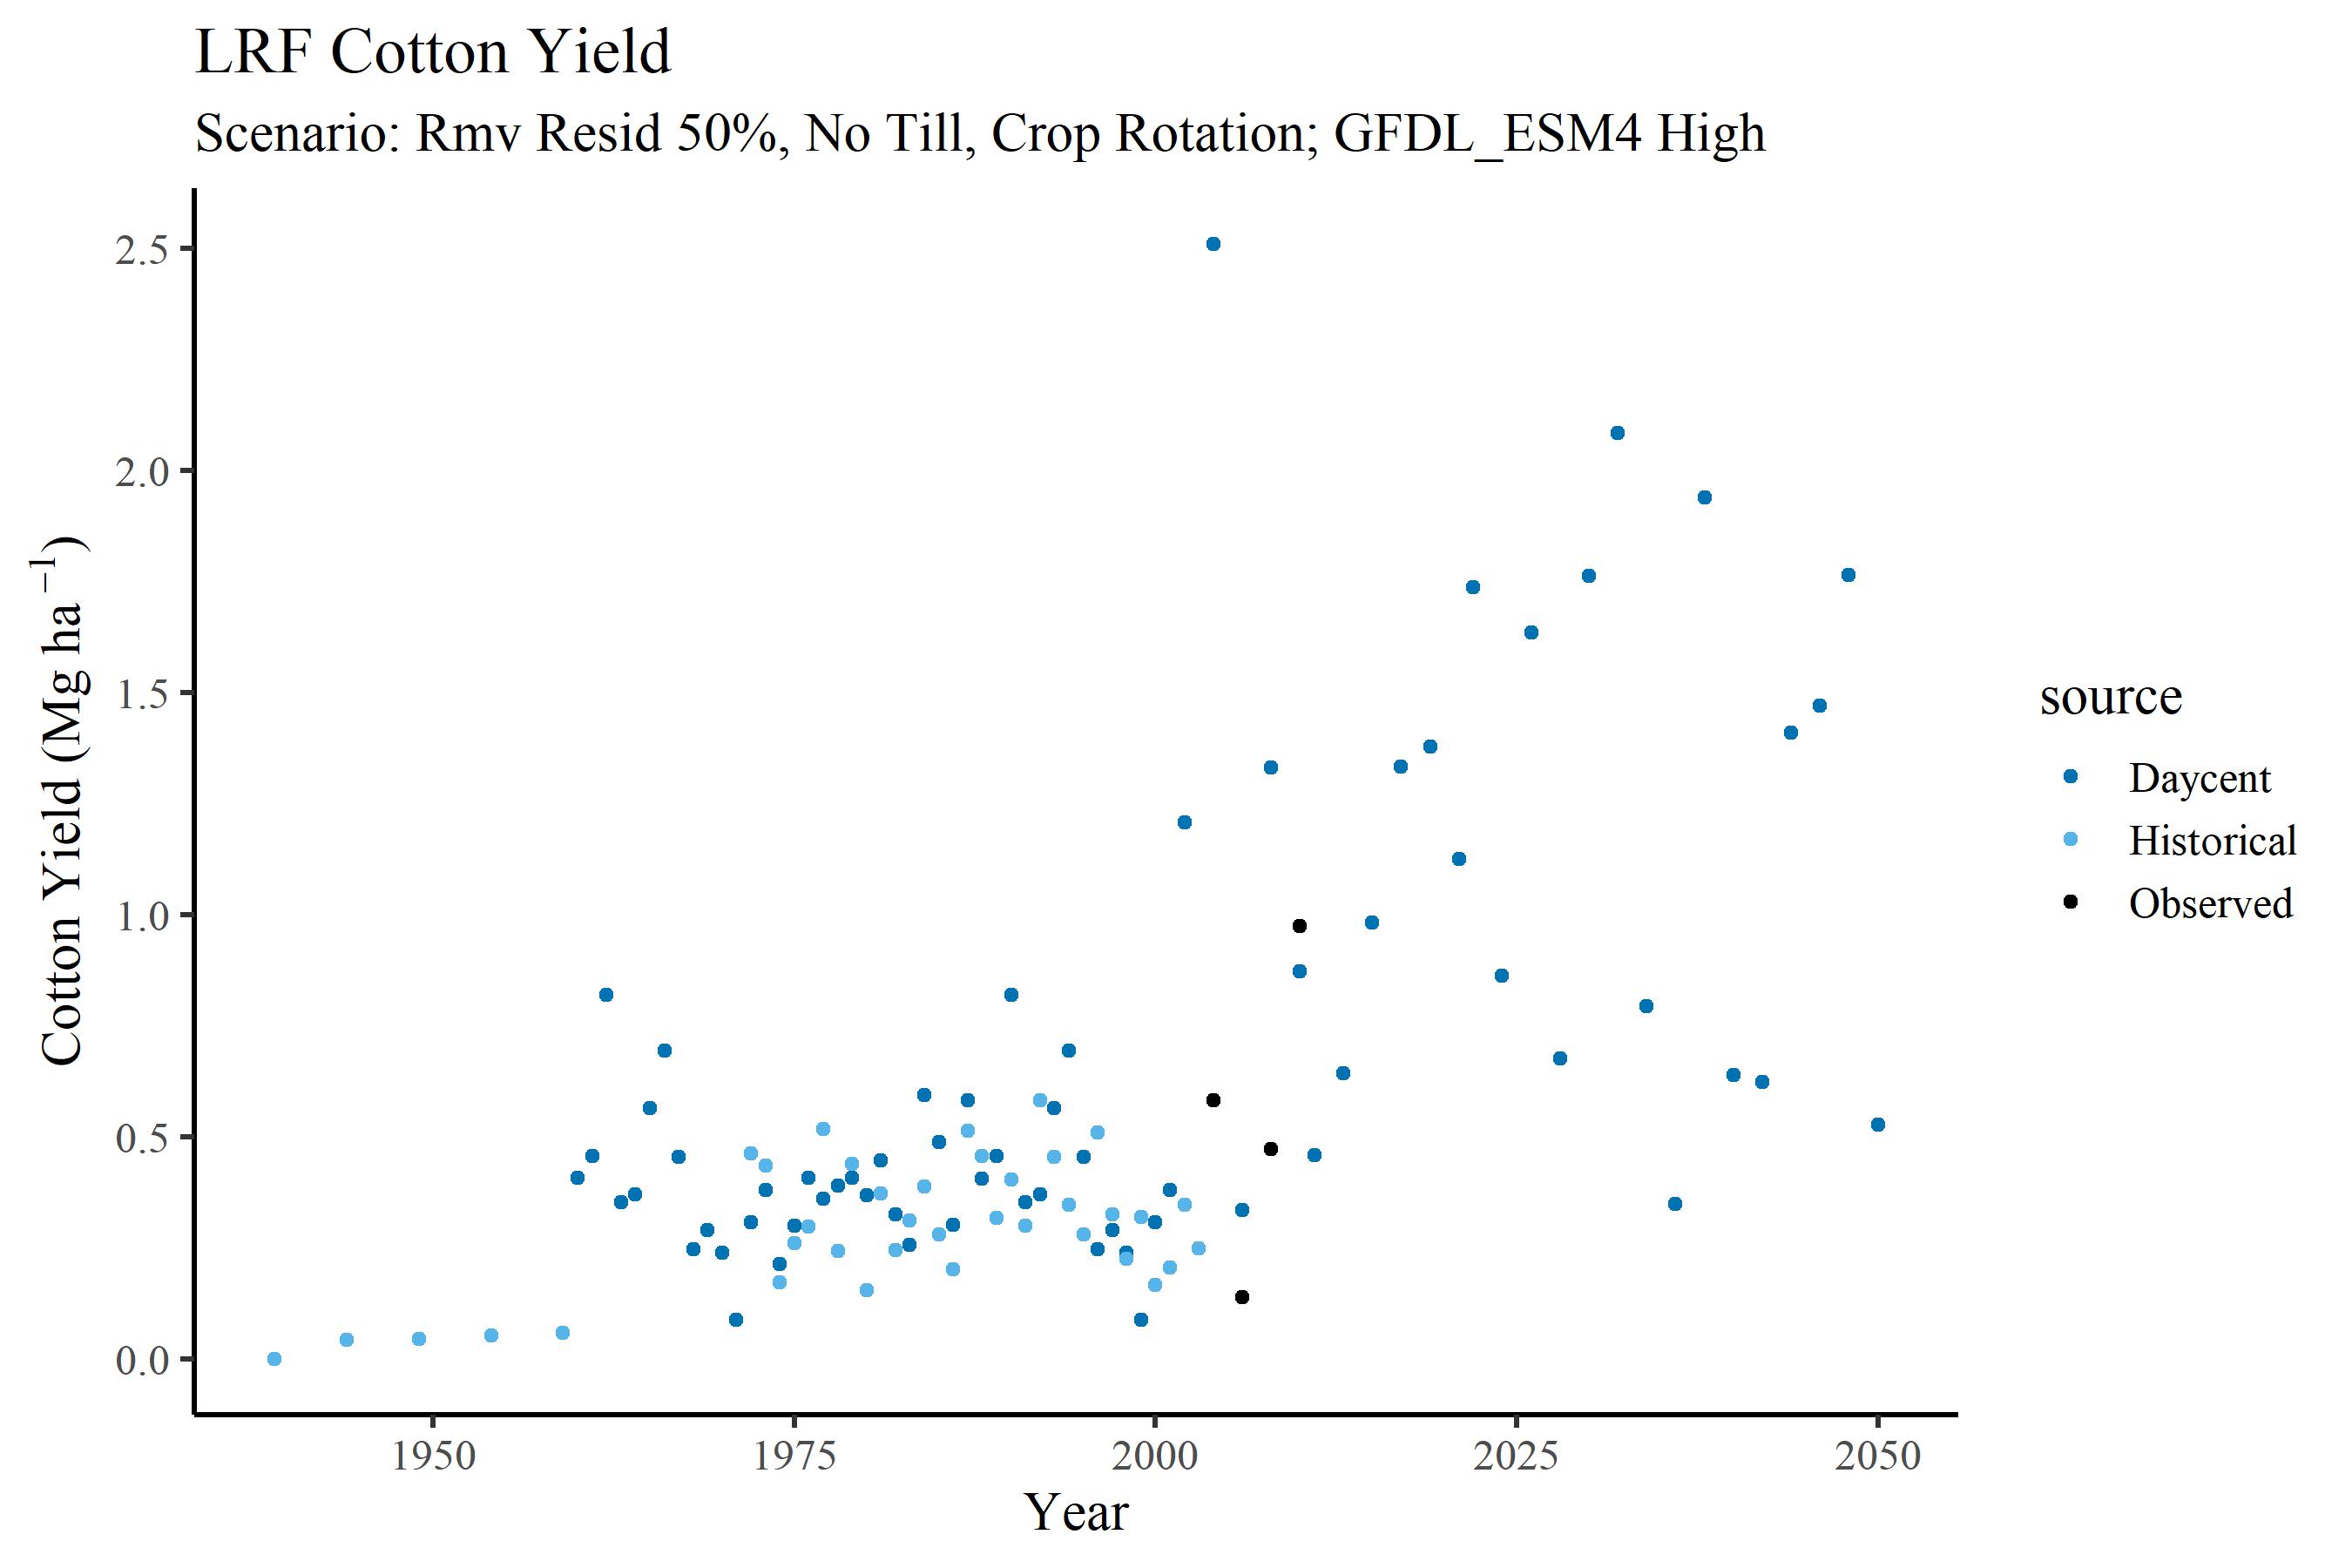 LRF Cotton Yield
Scenario: Rmv Resid 50%, No Till, Crop Rotation; GFDL_ESM4 High
Cotton Yield (Mg ha⁻¹)
2.5
2.0
1.5
1.0
0.5
0.0
1950 1975 2000 2025 2050
Year
source
Daycent
Historical
Observed